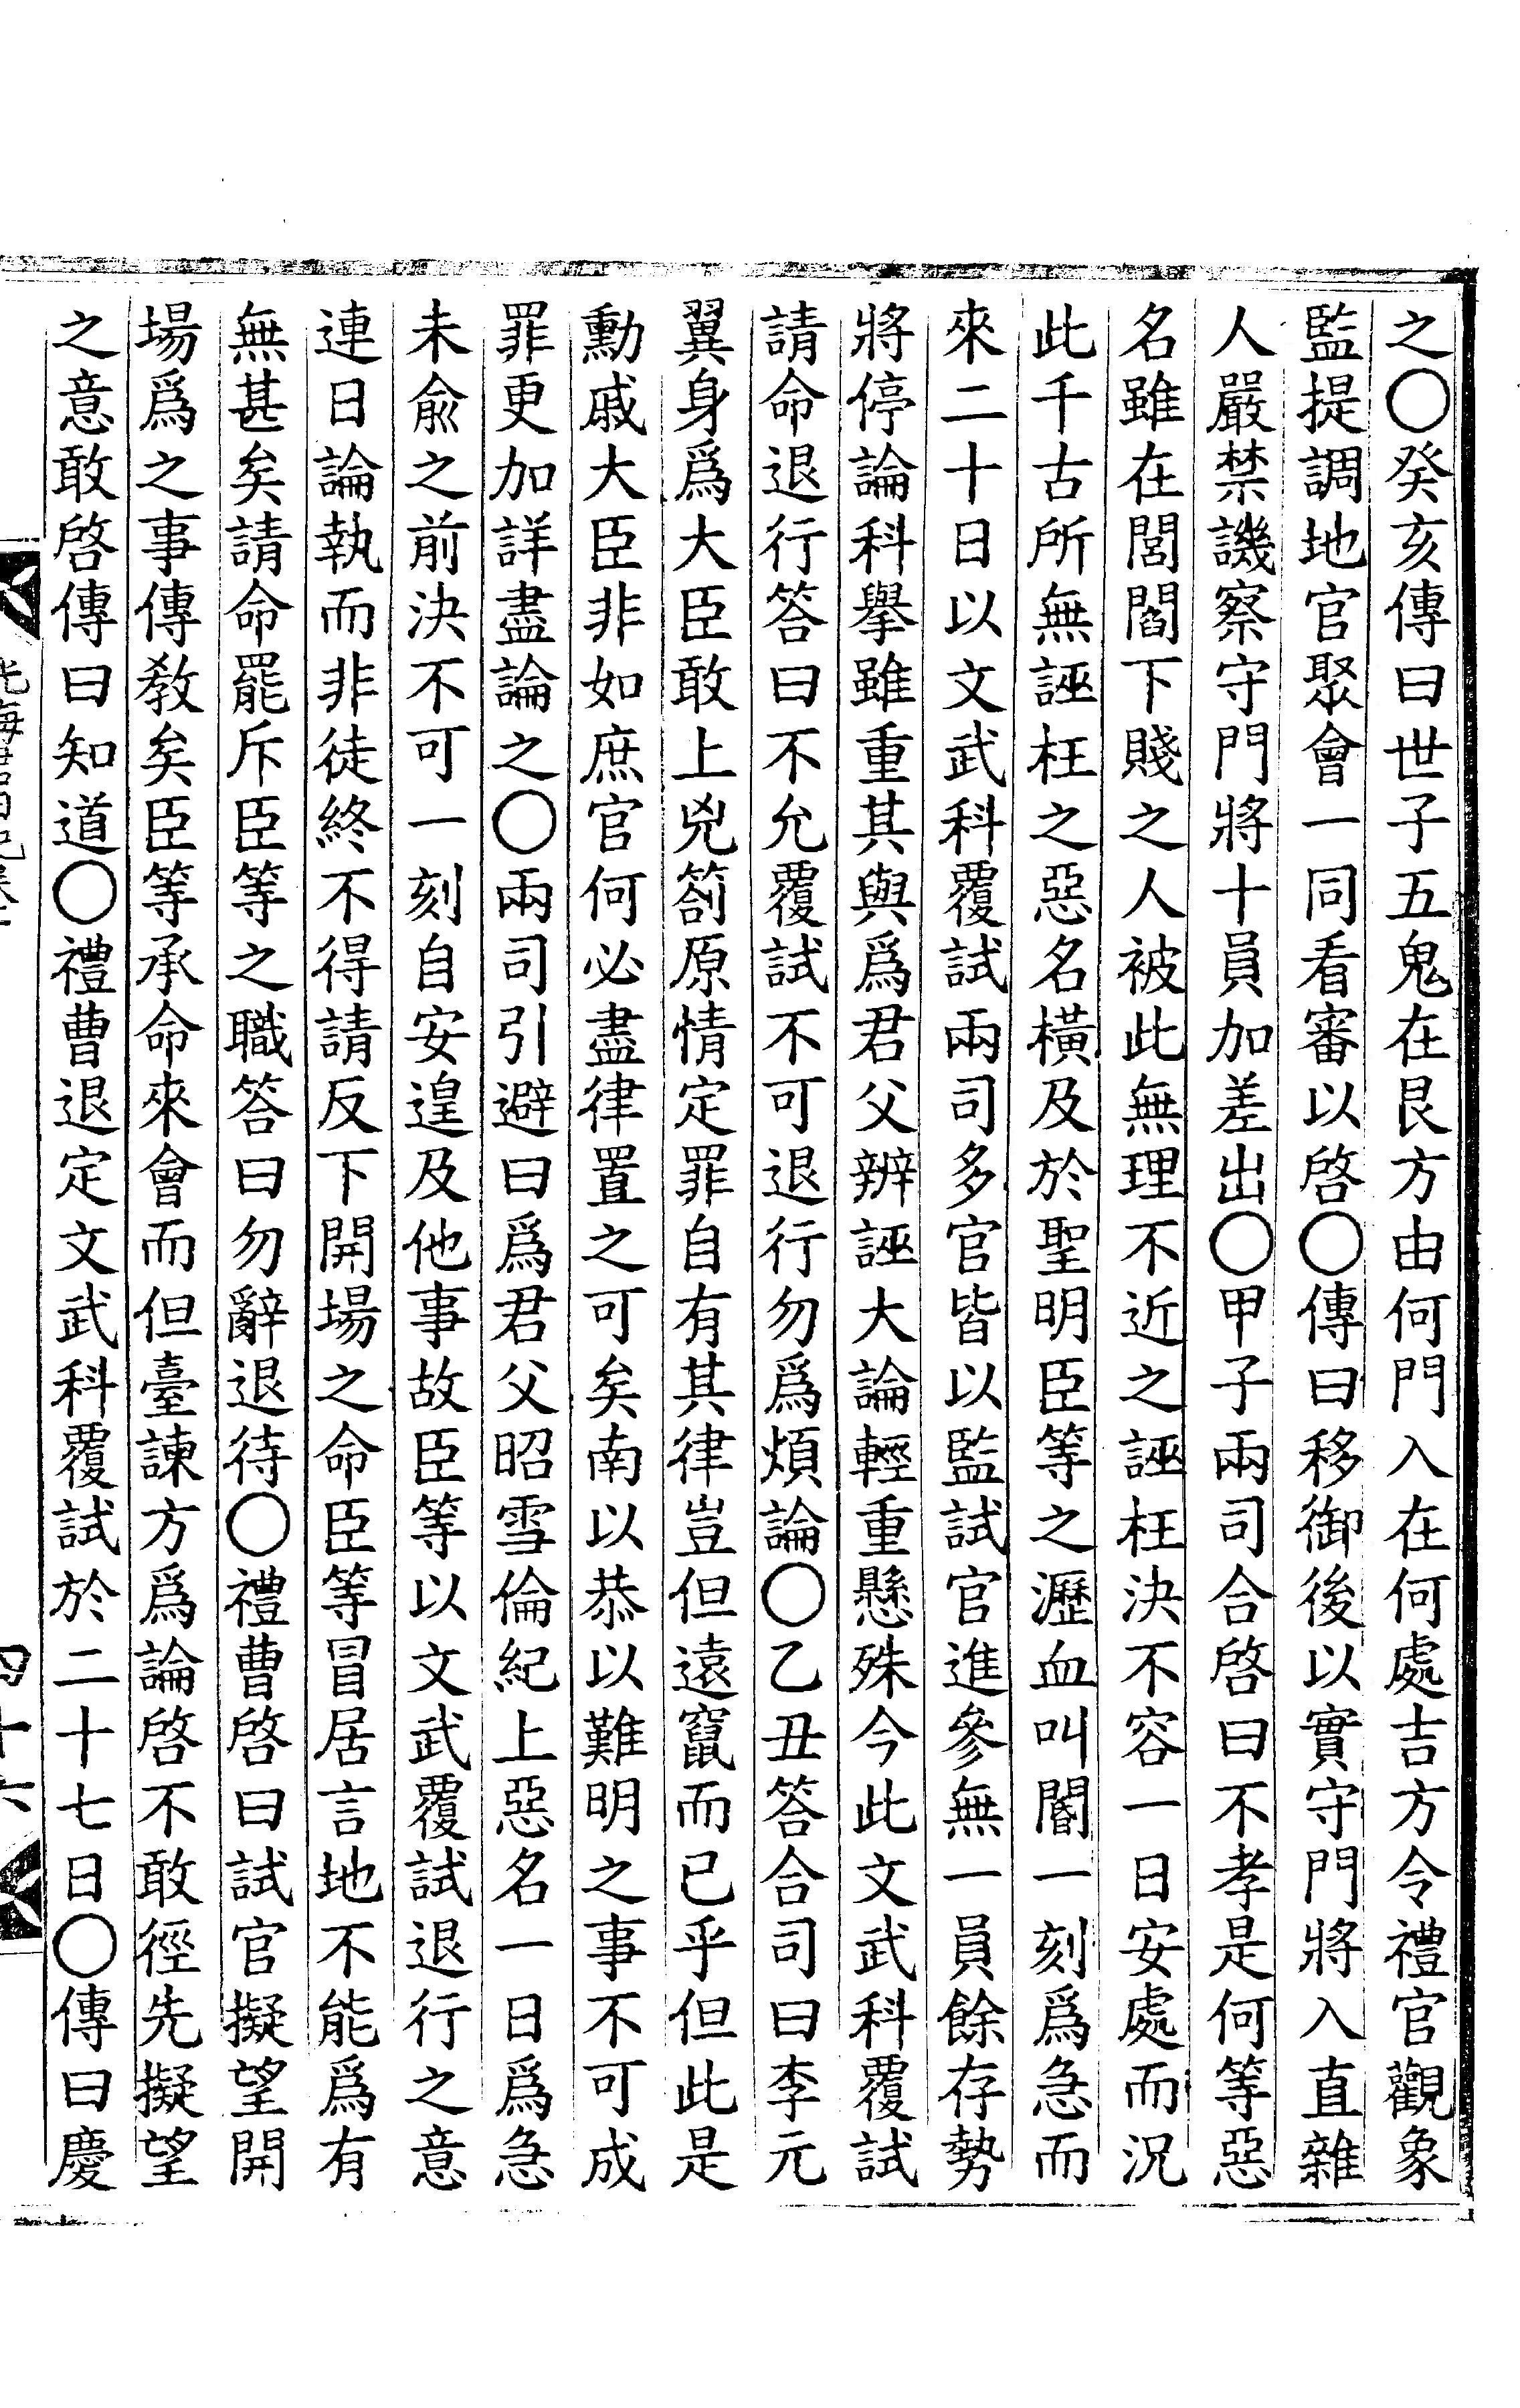 之〇癸亥傳曰世子五鬼在艮方由何門入在何處吉方令禮官觀象
監提調地官聚會一同看審以啓〇傳曰移御後以實守門將入直雜
人嚴禁譏察守門將十員加差出〇甲子兩司合啓曰不孝是何等惡
名雖在閭閻下賤之人被此無理不近之誣枉決不容一日安處而況
此千古所無誣枉之惡名橫及於聖明臣等之瀝血叫閽一刻爲急而
來二十日以文武科覆試兩司多官皆以監試官進參無一員餘存勢
將停論科擧雖重其與爲君父辨誣大論輕重懸殊今此文武科覆試
請命退行答曰不允覆試不可退行勿爲煩論〇乙丑答合司曰李元
翼身爲大臣敢上兇箚原情定罪自有其律豈但遠竄而已乎但此是
勳戚大臣非如庶官何必盡律置之可矣南以恭以難明之事不可成
罪更加詳盡論之〇兩司引避曰爲君父昭雪倫紀上惡名一日爲急
未兪之前決不可一刻自安遑及他事故臣等以文武覆試退行之意
連日論執而非徒終不得請反下開場之命臣等冒居言地不能爲有
無甚矣請命罷斥臣等之職答曰勿辭退待〇禮曹啓曰試官擬望開
場爲之事傳敎矣臣等承命來會而但臺諫方爲論啓不敢徑先擬望
之意敢啓傳曰知道〇禮曹退定文武科覆試於二十七日〇傳曰慶